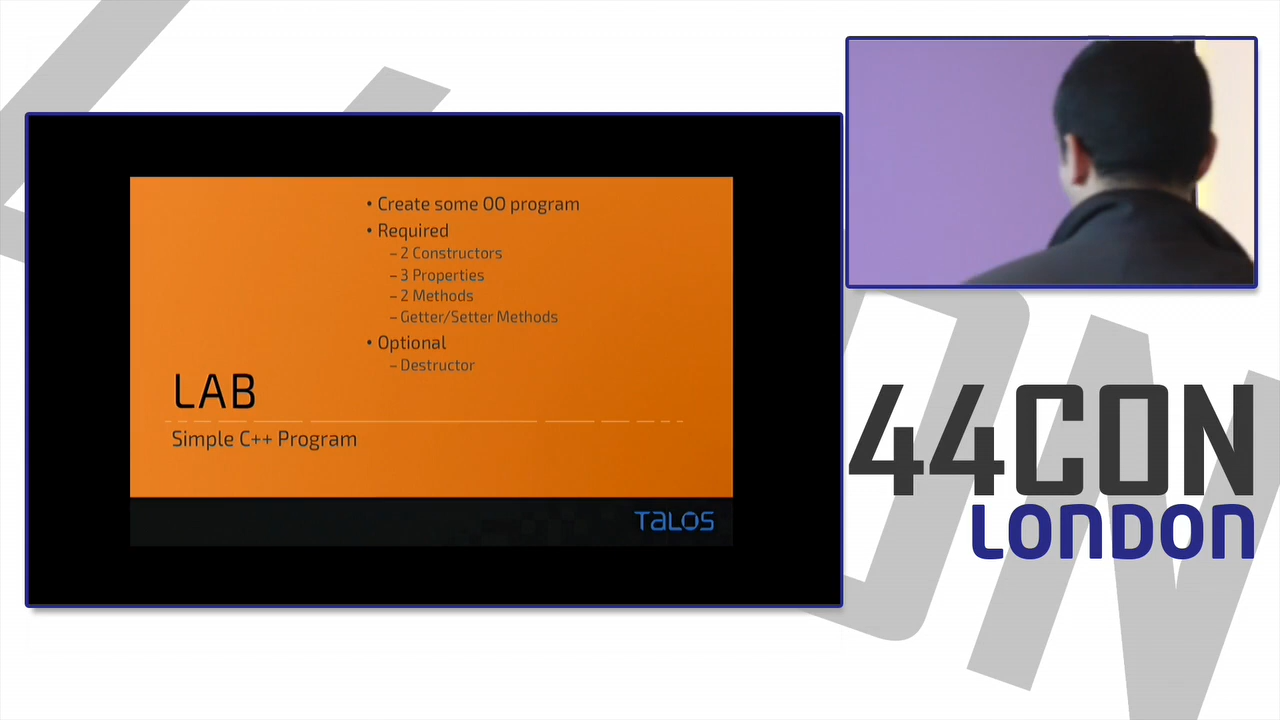 • Create some OO program
• Required
– 2 Constructors
– 3 Properties
– 2 Methods
– Getter/Setter Methods
• Optional
– Destructor
LAB
Simple C++ Program
TALOS
44CON
LONDON